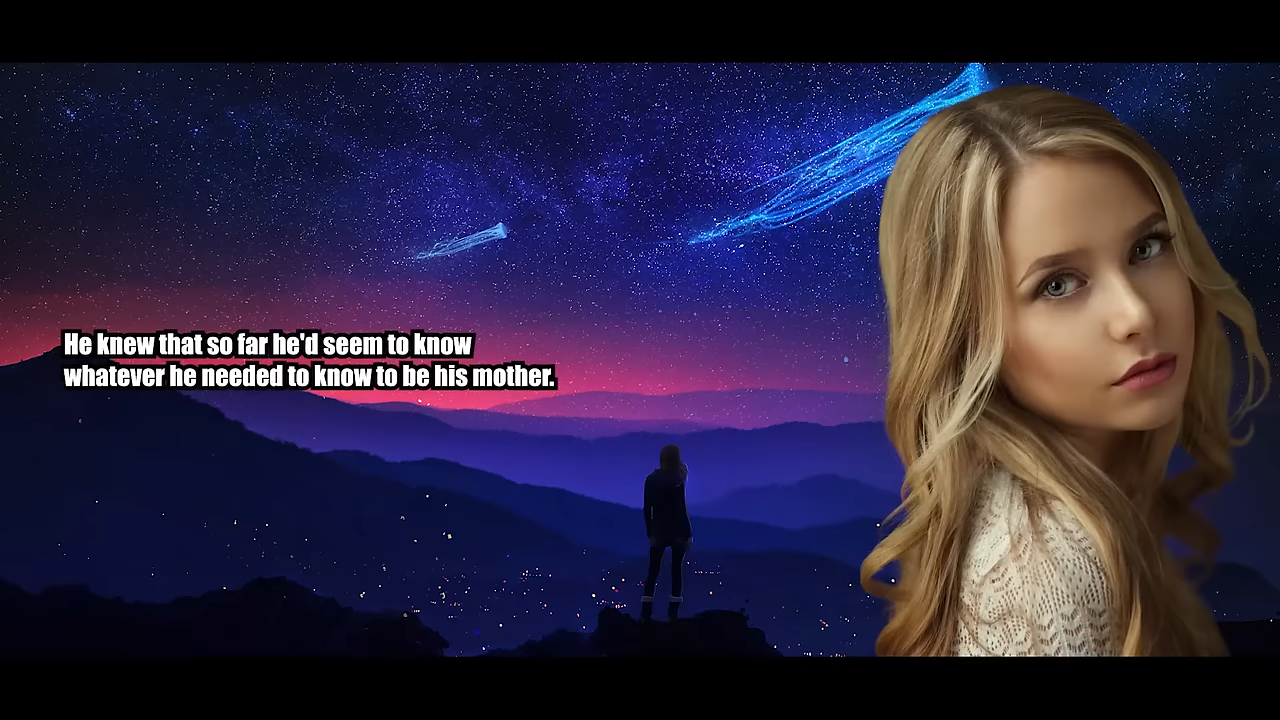 He knew that so far he'd seem to know
whatever he needed to know to be his mother.